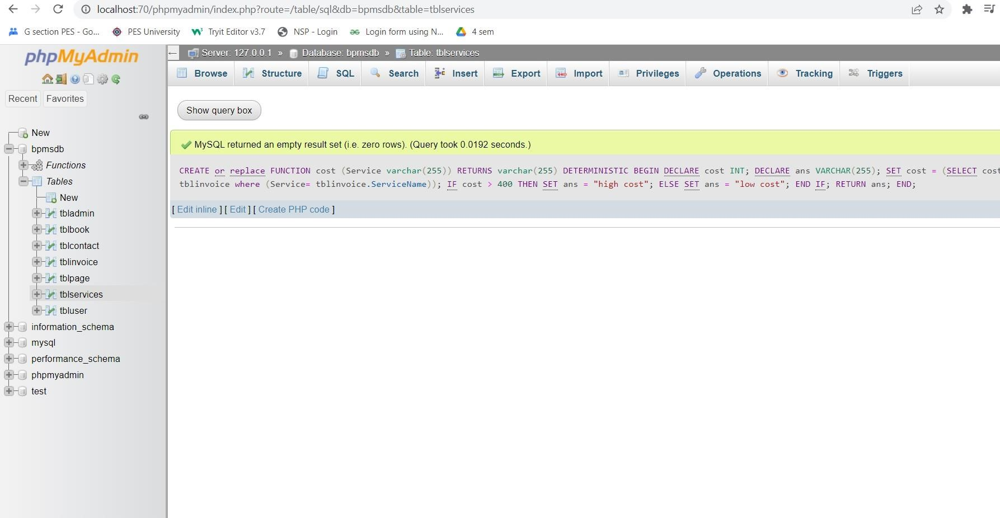 localhost:70/phpmyadmin/index.php?route=/table/sql&db=bpmsdb&table=tblservices
G section PES - Go... PES University Tryit Editor v3.7 NSP - Login Login form using N... 4 sem
phpMyAdmin
Recent Favorites
New
bpmsdb
Functions
Tables
New
tbladmin
tblbook
tblcontact
tblinvoice
tblpage
tblservices
tbluser
information_schema
mysql
performance_schema
phpmyadmin
test
Server: 127.0.0.1 » Database: bpmsdb » Table: tblservices
Browse Structure SQL Search Insert Export Import Privileges Operations Tracking Triggers
Show query box
MySQL returned an empty result set (i.e. zero rows). (Query took 0.0192 seconds.)
CREATE or replace FUNCTION cost (Service varchar(255)) RETURNS varchar(255) DETERMINISTIC BEGIN DECLARE cost INT; DECLARE ans VARCHAR(255); SET cost = (SELECT cost
tblinvoice where (Service= tblinvoice.ServiceName)); IF cost > 400 THEN SET ans = "high cost"; ELSE SET ans = "low cost"; END IF; RETURN ans; END;
[ Edit inline ] [ Edit ] [ Create PHP code ]